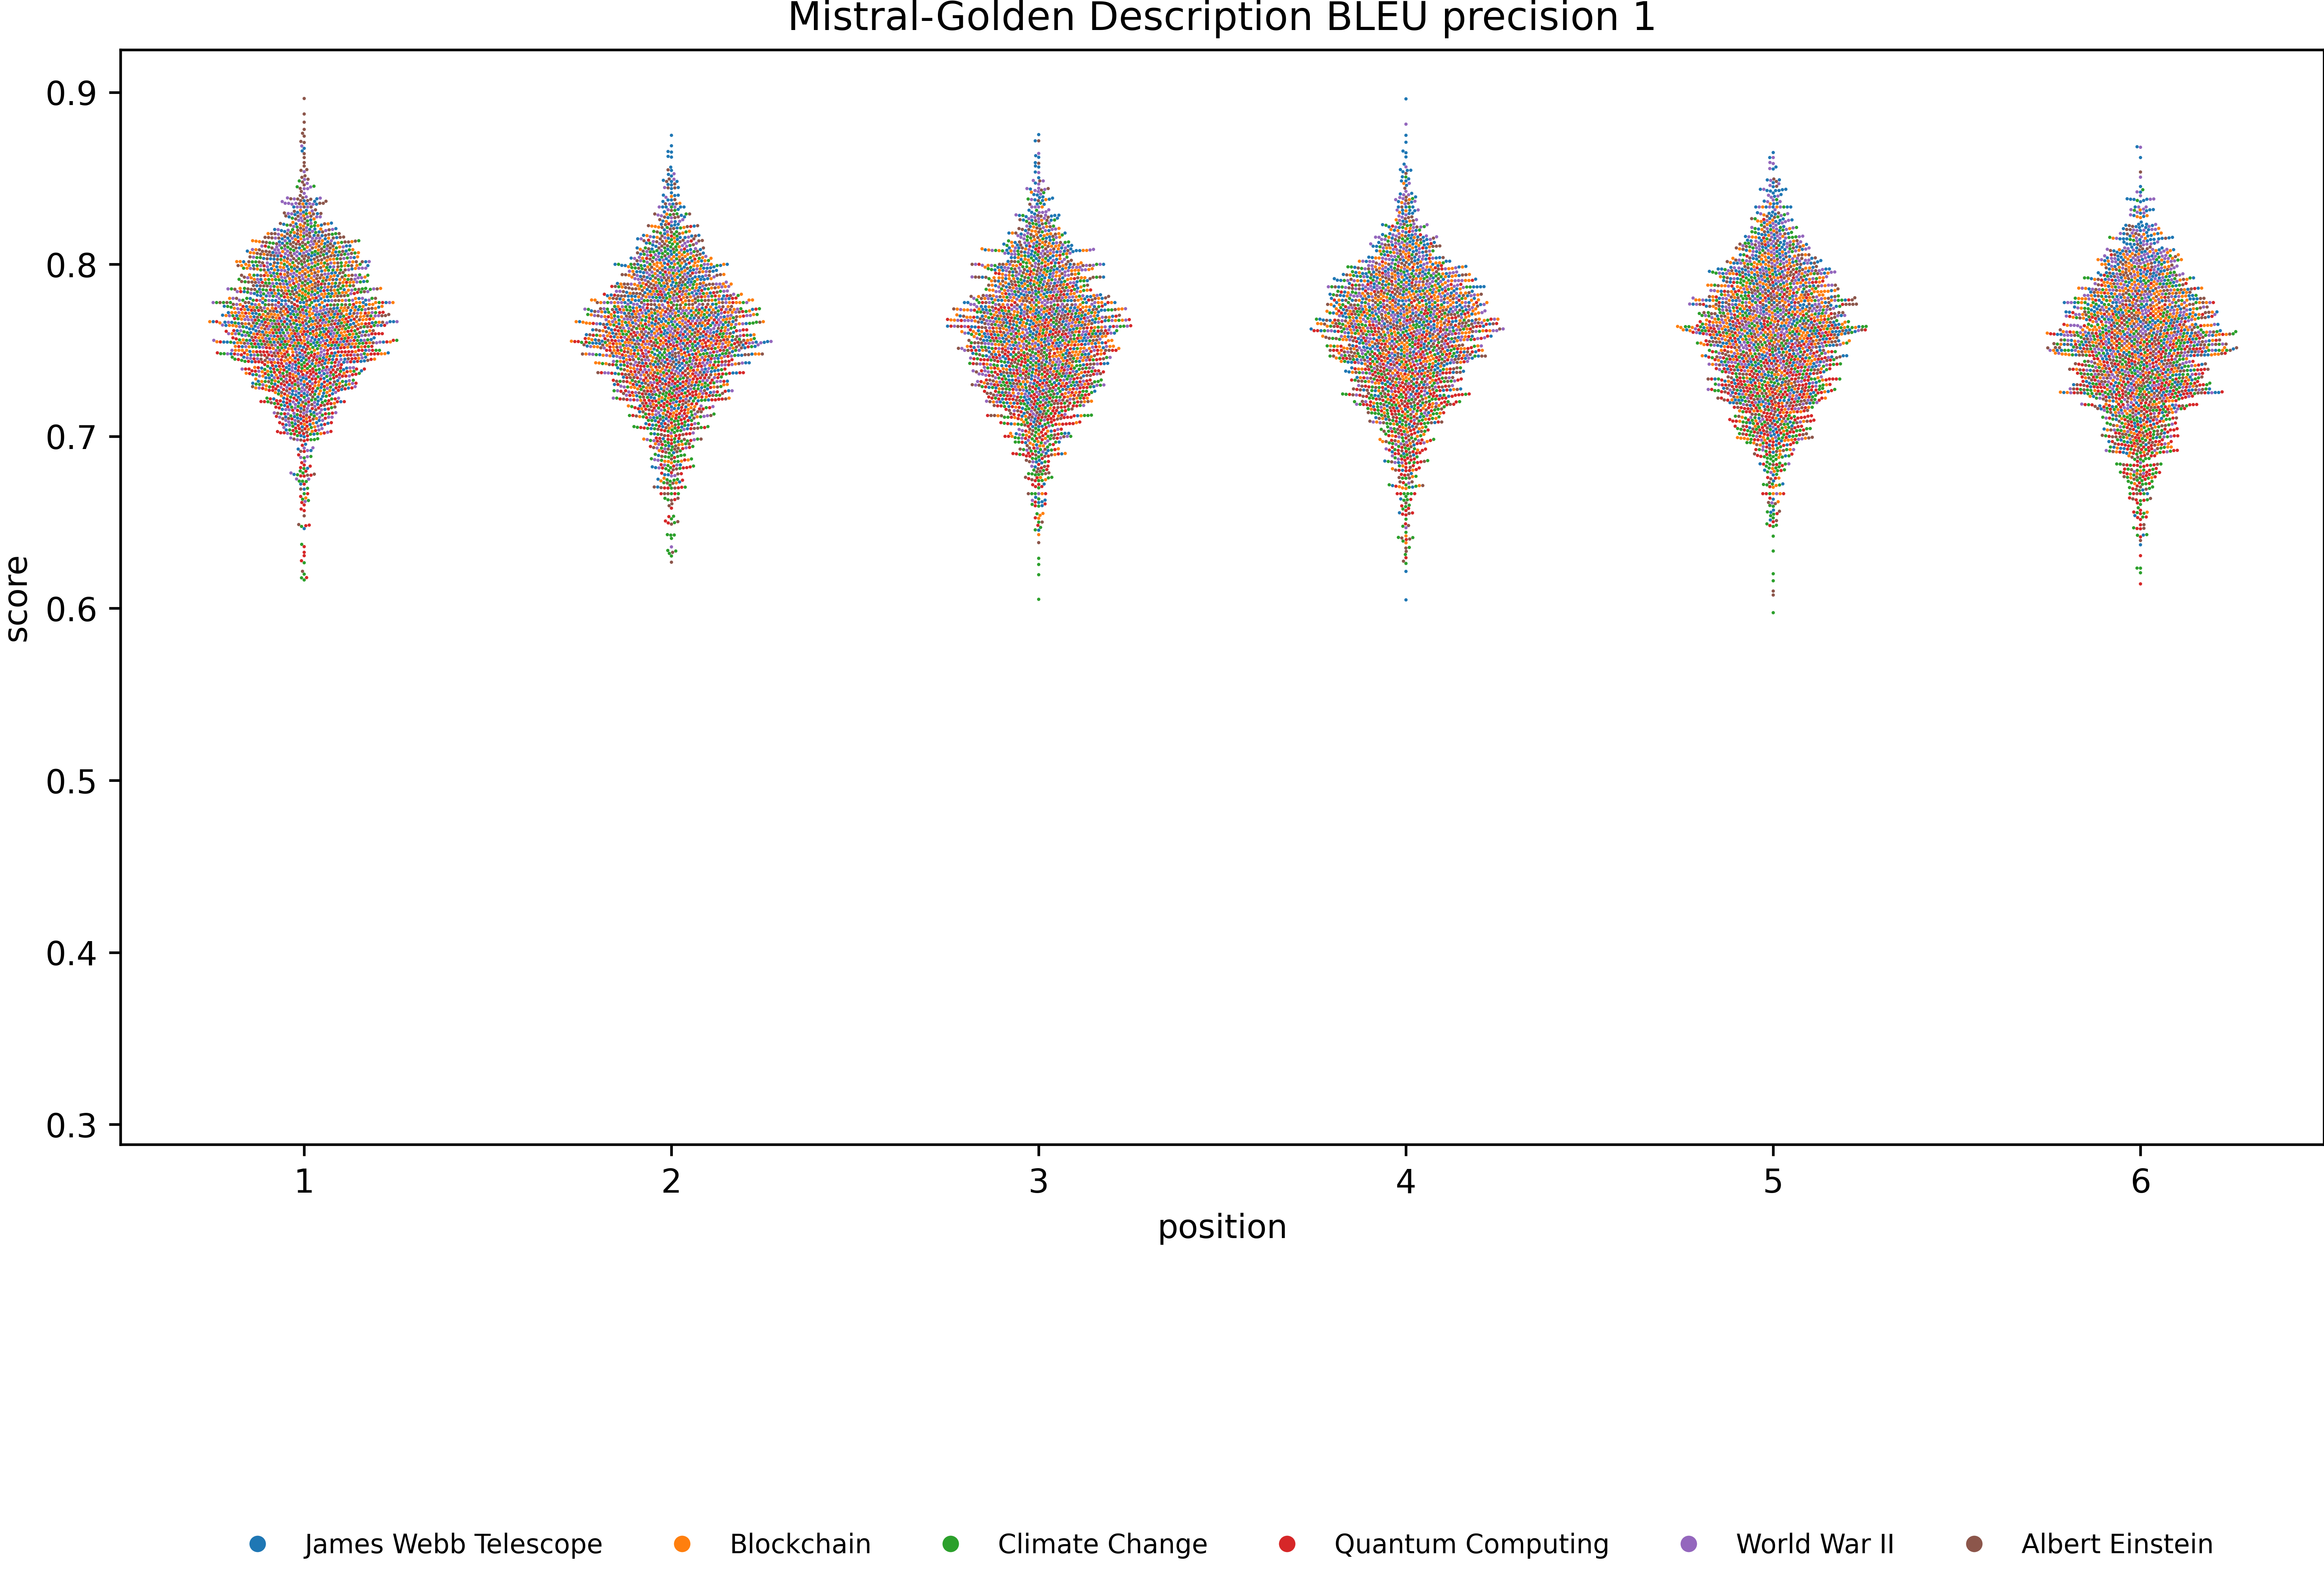 Mistral-Golden Description BLEU precision 1
0.9
0.8
0.7
0.6
0.5
0.4
0.3
score
1 2 3 4 5 6
position
James Webb Telescope Blockchain Climate Change Quantum Computing World War II Albert Einstein